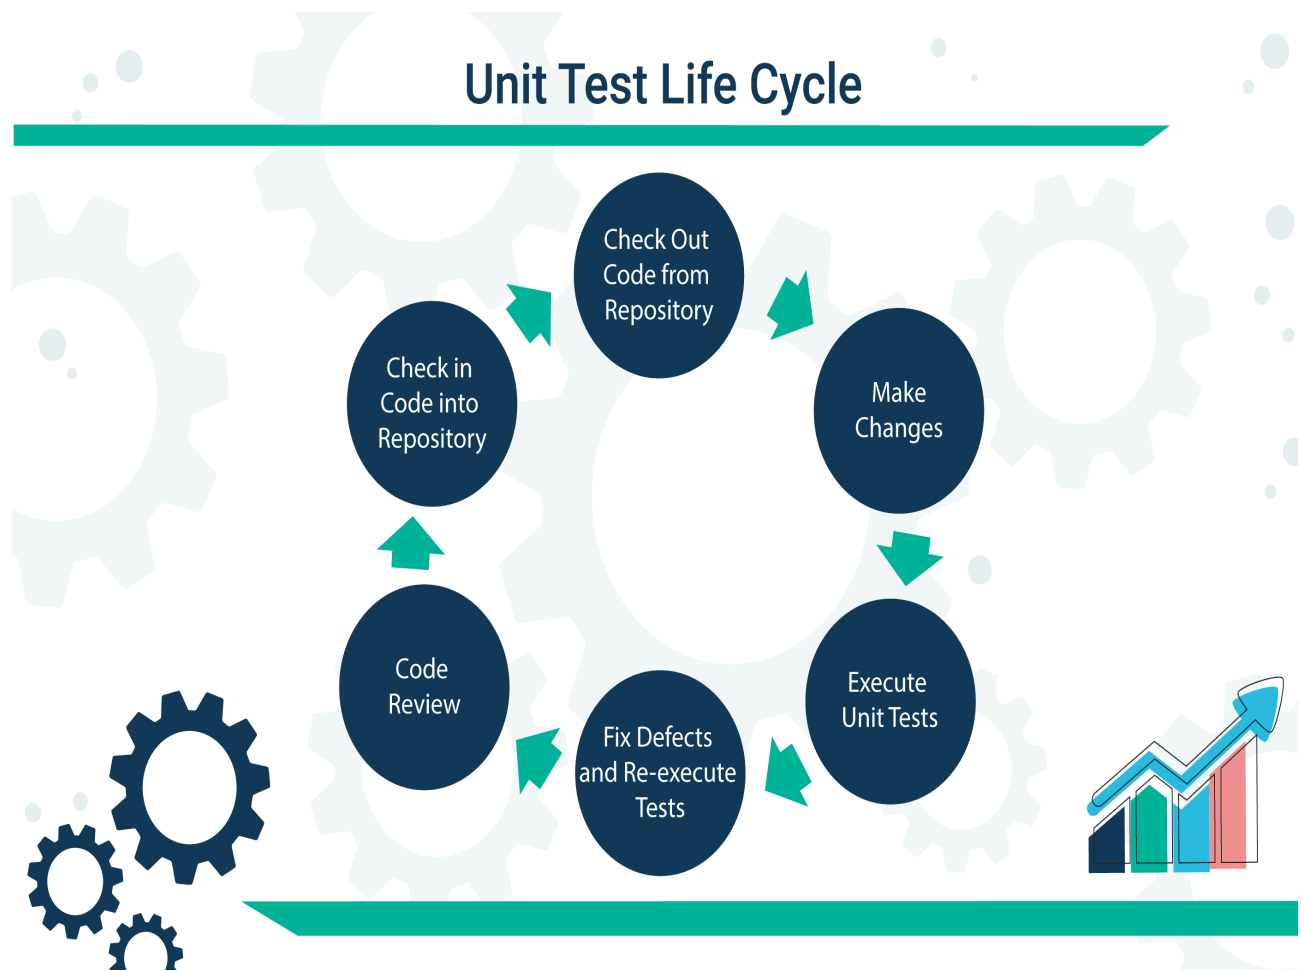 Unit Test Life Cycle
Check Out
Code from
Repository
Make
Changes
Execute
Unit Tests
Fix Defects
and Re-execute
Tests
Code
Review
Check in
Code into
Repository